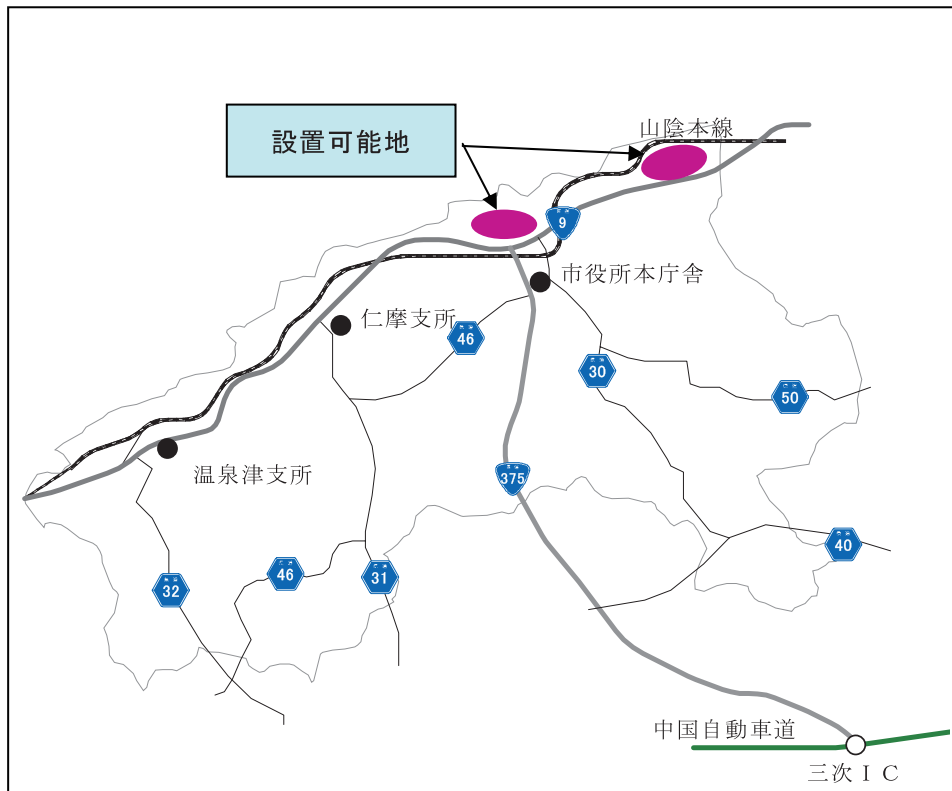 山陰本線
設置可能地
9
市役所本庁舎
仁摩支所
46
30
50
温泉津支所
375
40
46
31
32
中国自動車道
三次ＩＣ